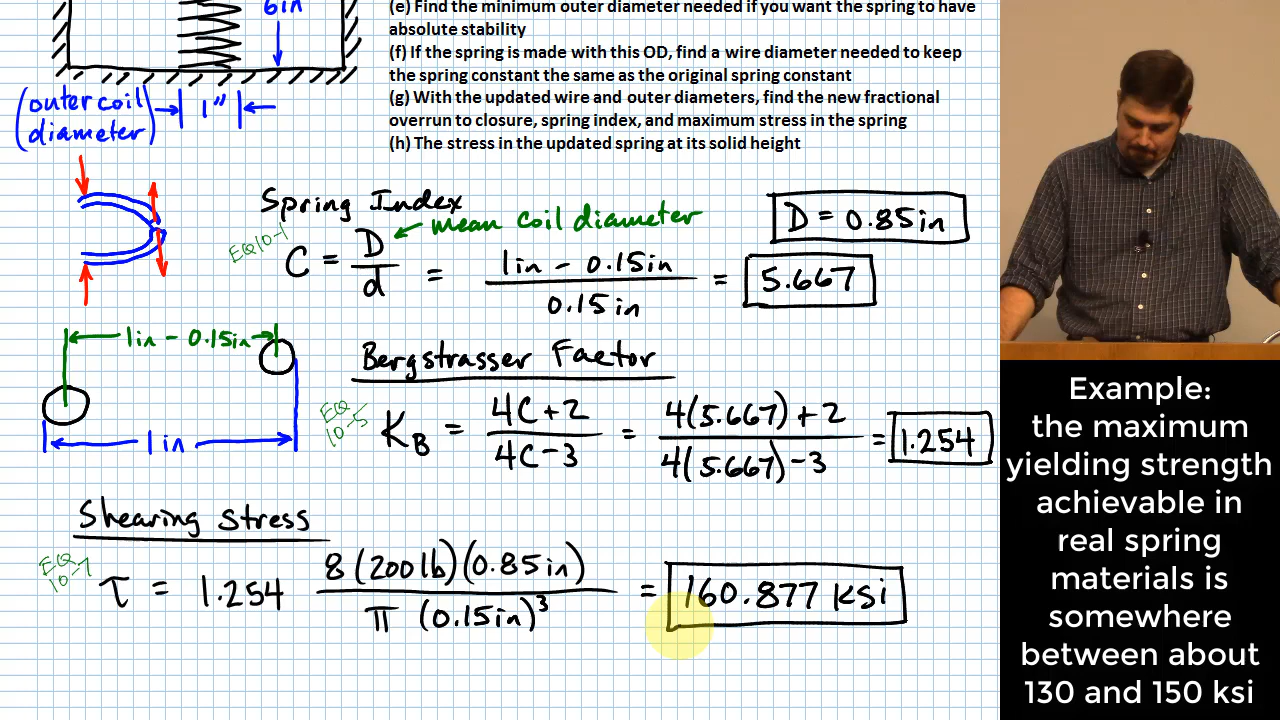 6in
(e) Find the minimum outer diameter needed if you want the spring to have
absolute stability
(f) If the spring is made with this OD, find a wire diameter needed to keep
the spring constant the same as the original spring constant
(g) With the updated wire and outer diameters, find the new fractional
overrun to closure, spring index, and maximum stress in the spring
(h) The stress in the updated spring at its solid height
(outer coil
diameter)
1"
Spring Index
mean coil diameter
D = 0.85in
EQ 10-1
C = D/d = 1in - 0.15in / 0.15in = 5.667
1in - 0.15in
1in
Bergstrasser Factor
EQ
10-5
KB = 4C+2 / 4C-3 = 4(5.667)+2 / 4(5.667)-3 = 1.254
Shearing Stress
EQ
10-7
τ = 1.254 8(200lb)(0.85in) / π (0.15in)³ = 160.877 ksi
Example:
the maximum
yielding strength
achievable in
real spring
materials is
somewhere
between about
130 and 150 ksi